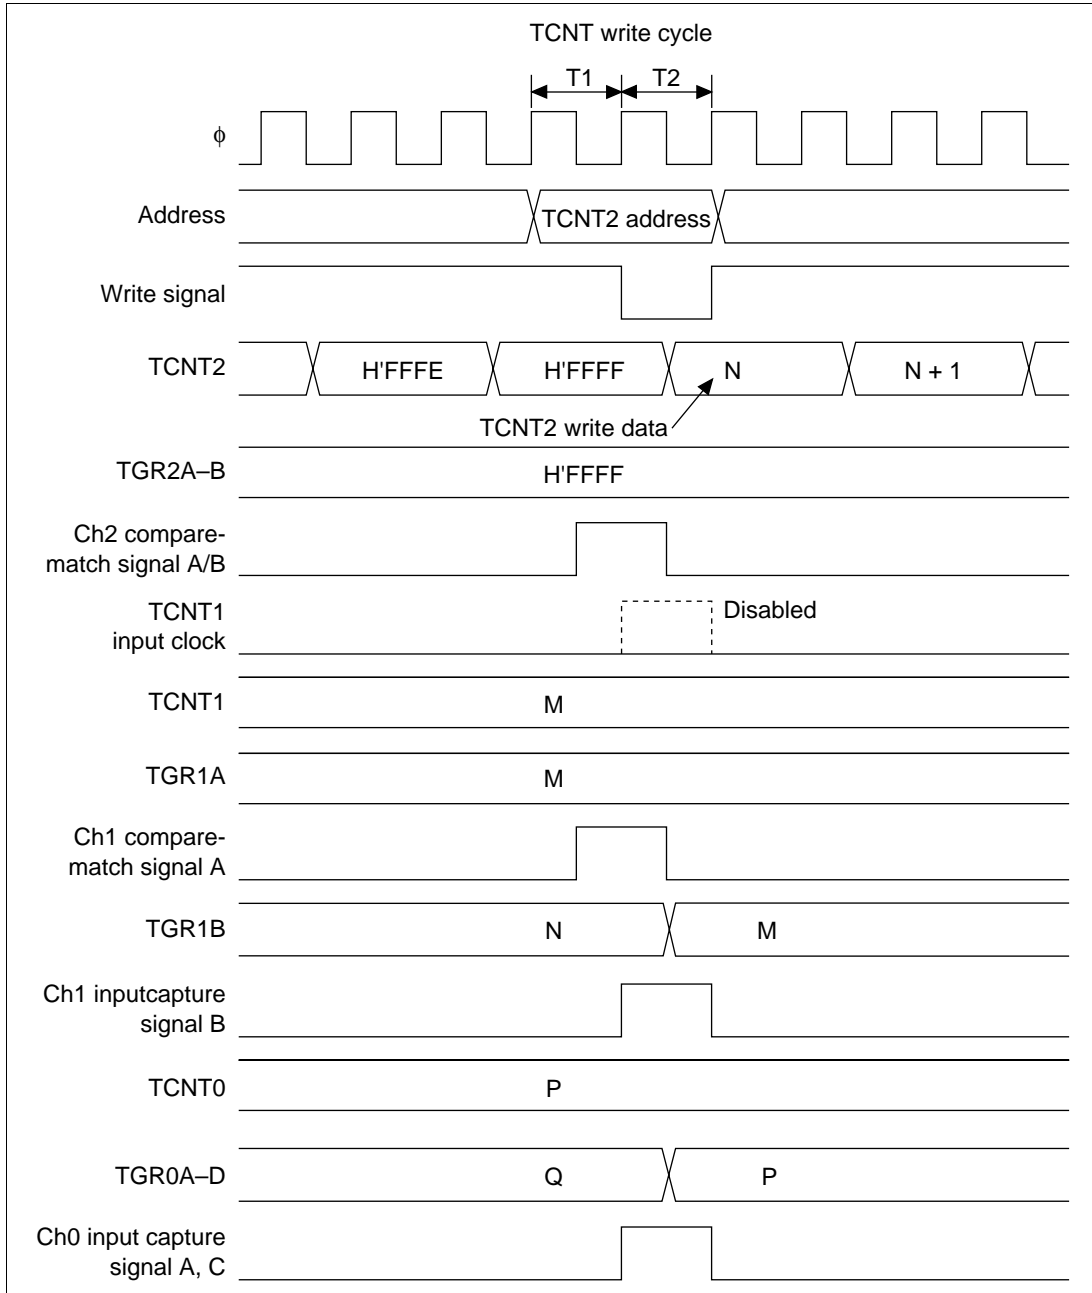 TCNT write cycle
T1 T2
ϕ
Address TCNT2 address
Write signal
TCNT2 H'FFFE H'FFFF N N + 1
TCNT2 write data
TGR2A–B H'FFFF
Ch2 compare-
match signal A/B
TCNT1 Disabled
input clock
TCNT1 M
TGR1A M
Ch1 compare-
match signal A
TGR1B N M
Ch1 inputcapture
signal B
TCNT0 P
TGR0A–D Q P
Ch0 input capture
signal A, C